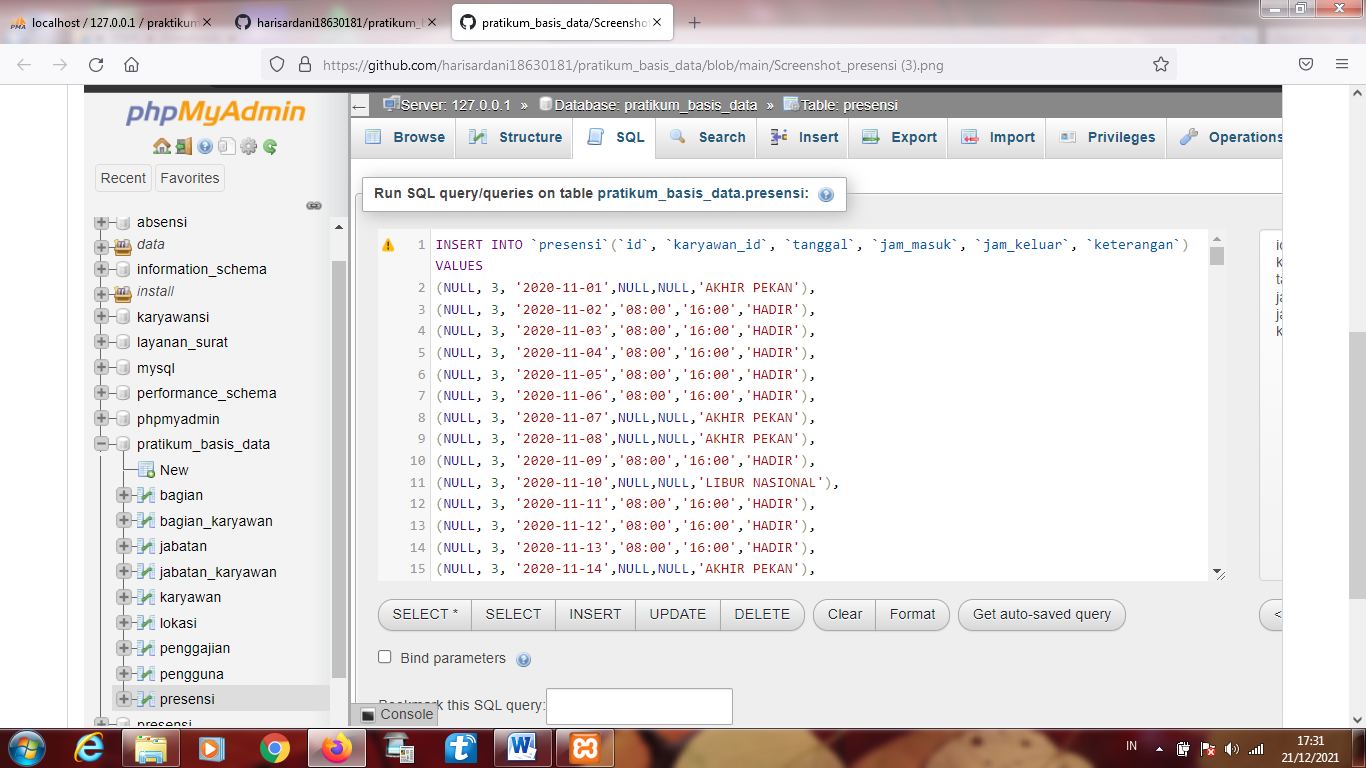 localhost / 127.0.0.1 / praktikum
harisardani18630181/pratikum_
pratikum_basis_data/Screenshot
https://github.com/harisardani18630181/pratikum_basis_data/blob/main/Screenshot_presensi (3).png
phpMyAdmin
Recent
Favorites
absensi
data
information_schema
install
karyawansi
layanan_surat
mysql
performance_schema
phpmyadmin
pratikum_basis_data
New
bagian
bagian_karyawan
jabatan
jabatan_karyawan
karyawan
lokasi
penggajian
pengguna
presensi
presensi
Server: 127.0.0.1 » Database: pratikum_basis_data » Table: presensi
Browse Structure SQL Search Insert Export Import Privileges Operations
Run SQL query/queries on table pratikum_basis_data.presensi:
1 INSERT INTO `presensi`(`id`, `karyawan_id`, `tanggal`, `jam_masuk`, `jam_keluar`, `keterangan`)
VALUES
2 (NULL, 3, '2020-11-01',NULL,NULL,'AKHIR PEKAN'),
3 (NULL, 3, '2020-11-02','08:00','16:00','HADIR'),
4 (NULL, 3, '2020-11-03','08:00','16:00','HADIR'),
5 (NULL, 3, '2020-11-04','08:00','16:00','HADIR'),
6 (NULL, 3, '2020-11-05','08:00','16:00','HADIR'),
7 (NULL, 3, '2020-11-06','08:00','16:00','HADIR'),
8 (NULL, 3, '2020-11-07',NULL,NULL,'AKHIR PEKAN'),
9 (NULL, 3, '2020-11-08',NULL,NULL,'AKHIR PEKAN'),
10 (NULL, 3, '2020-11-09','08:00','16:00','HADIR'),
11 (NULL, 3, '2020-11-10',NULL,NULL,'LIBUR NASIONAL'),
12 (NULL, 3, '2020-11-11','08:00','16:00','HADIR'),
13 (NULL, 3, '2020-11-12','08:00','16:00','HADIR'),
14 (NULL, 3, '2020-11-13','08:00','16:00','HADIR'),
15 (NULL, 3, '2020-11-14',NULL,NULL,'AKHIR PEKAN'),
SELECT * SELECT INSERT UPDATE DELETE Clear Format Get auto-saved query
Bind parameters
Bookmark this SQL query:
Console
IN
17:31
21/12/2021